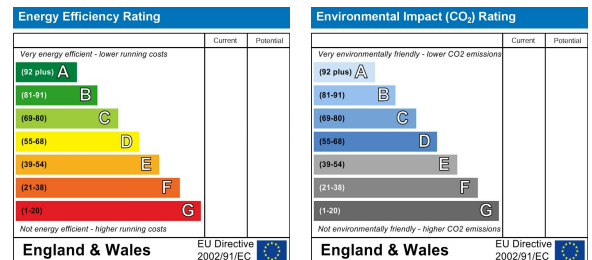 Energy Efficiency Rating
Current Potential
Very energy efficient - lower running costs
(92 plus) A
(81-91) B
(69-80) C
(55-68) D
(39-54) E
(21-38) F
(1-20) G
Not energy efficient - higher running costs
England & Wales
EU Directive
2002/91/EC
Environmental Impact (CO₂) Rating
Current Potential
Very environmentally friendly - lower CO2 emissions
(92 plus) A
(81-91) B
(69-80) C
(55-68) D
(39-54) E
(21-38) F
(1-20) G
Not environmentally friendly - higher CO2 emissions
England & Wales
EU Directive
2002/91/EC